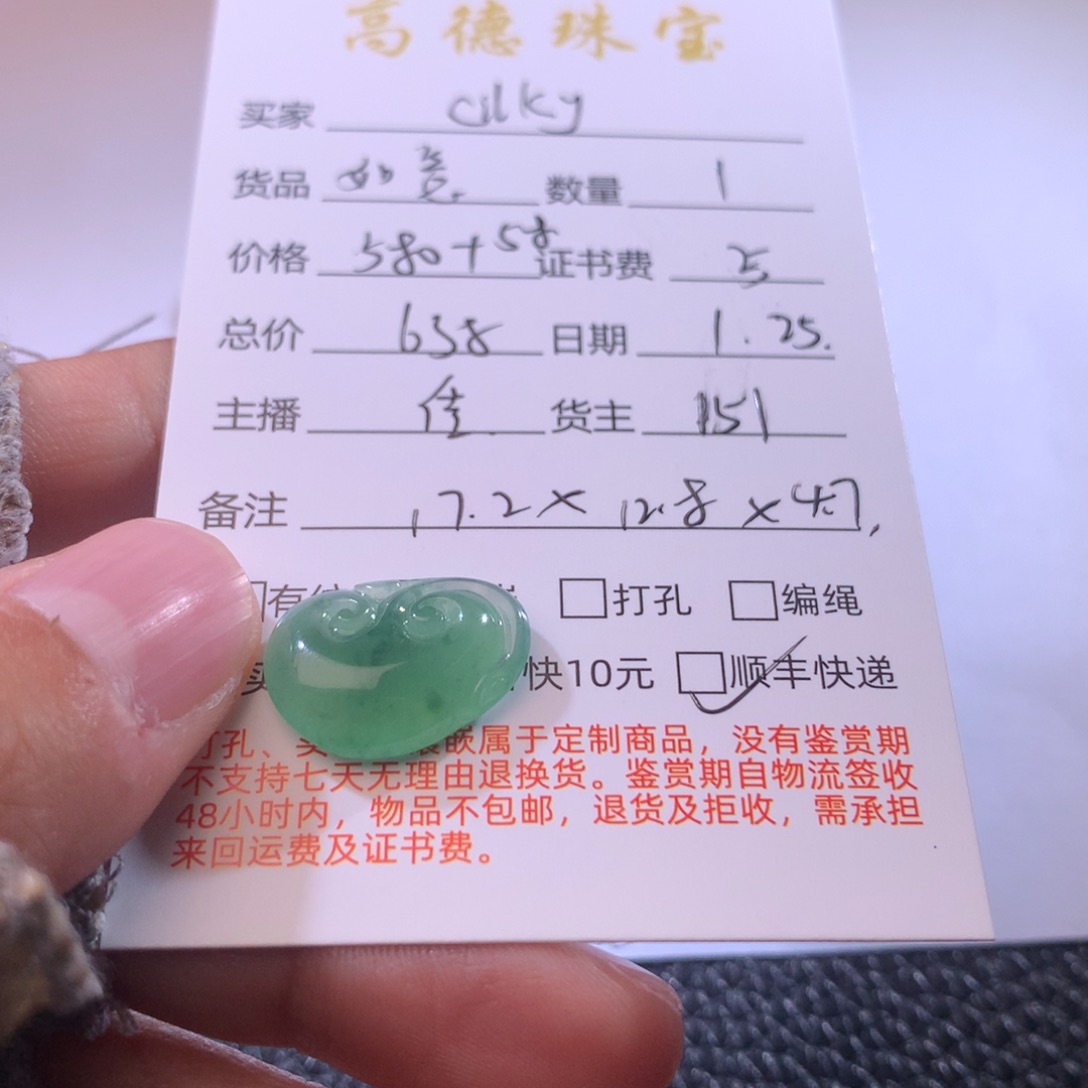 高德珠宝
买家 cilky
货品 如意 数量 1
价格 580+58 证书费 5
总价 638 日期 1.25.
主播 佳 货主 151
备注 17.2×12.8×4.7
□有 □打孔 □编绳
快10元 □顺丰快递
打孔、 嵌属于定制商品，没有鉴赏期
不支持七天无理由退换货。鉴赏期自物流签收
48小时内，物品不包邮，退货及拒收，需承担
来回运费及证书费。